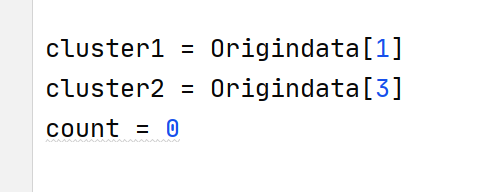 cluster1 = Origindata[1]
cluster2 = Origindata[3]
count = 0